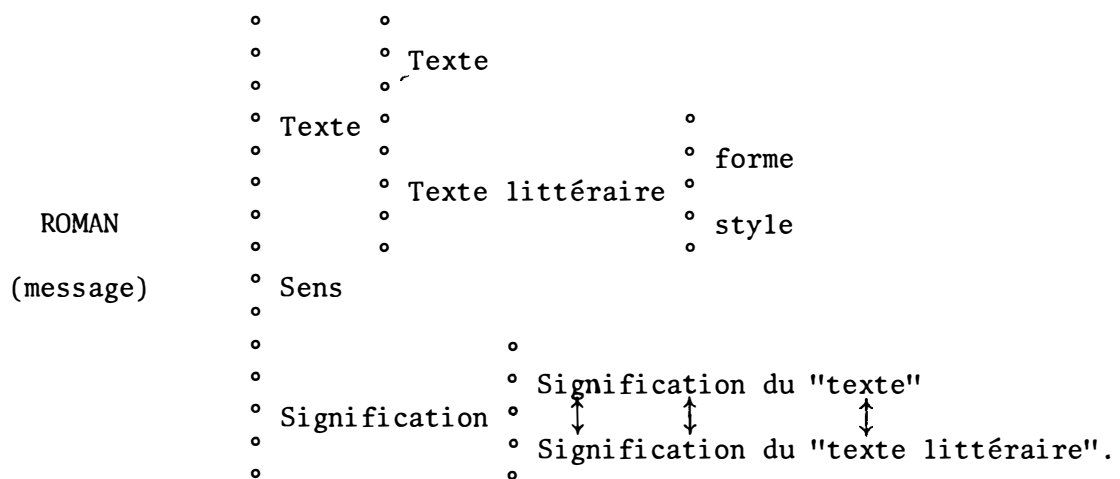 Texte
Texte
forme
Texte littéraire
ROMAN
style
(message)
Sens
Signification du "texte"
Signification
Signification du "texte littéraire".